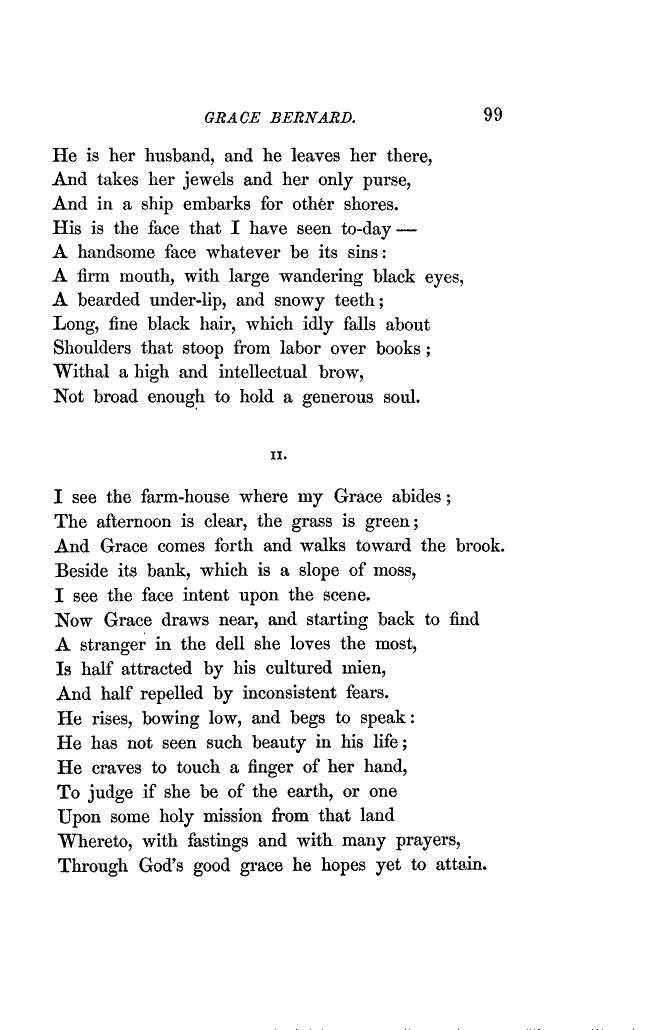 GRACE BERNARD. 99
He is her husband, and he leaves her there,
And takes her jewels and her only purse,
And in a ship embarks for other shores.
His is the face that I have seen to-day —
A handsome face whatever be its sins :
A firm mouth, with large wandering black eyes,
A bearded under-lip, and snowy teeth ;
Long, fine black hair, which idly falls about
Shoulders that stoop from labor over books ;
Withal a high and intellectual brow,
Not broad enough to hold a generous soul.
II.
I see the farm-house where my Grace abides ;
The afternoon is clear, the grass is green ;
And Grace comes forth and walks toward the brook.
Beside its bank, which is a slope of moss,
I see the face intent upon the scene.
Now Grace draws near, and starting back to find
A stranger in the dell she loves the most,
Is half attracted by his cultured mien,
And half repelled by inconsistent fears.
He rises, bowing low, and begs to speak :
He has not seen such beauty in his life ;
He craves to touch a finger of her hand,
To judge if she be of the earth, or one
Upon some holy mission from that land
Whereto, with fastings and with many prayers,
Through God's good grace he hopes yet to attain.